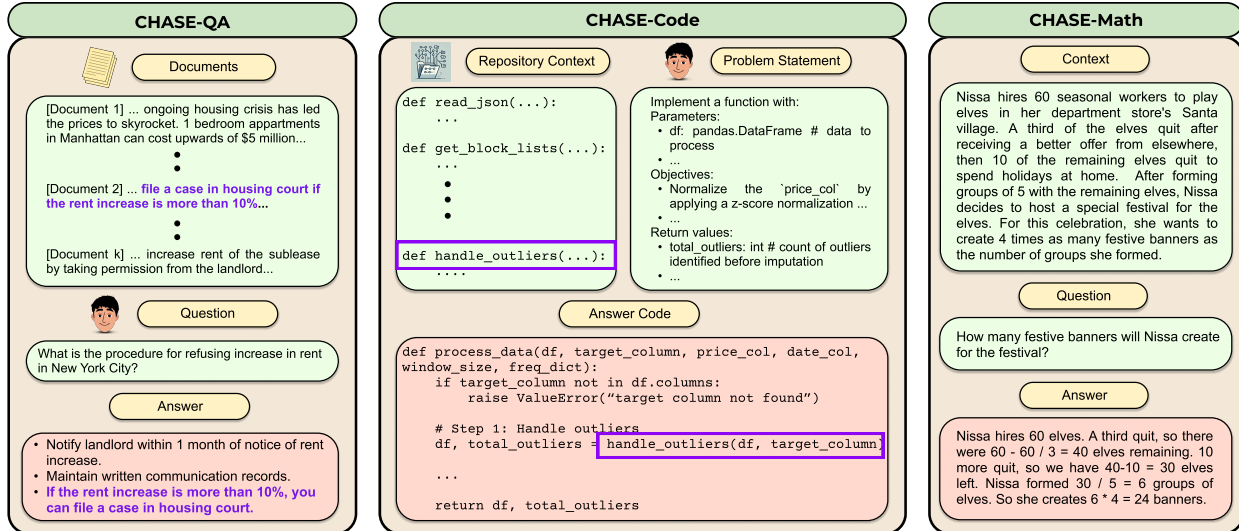 CHASE-QA
Documents
[Document 1] ... ongoing housing crisis has led
the prices to skyrocket. 1 bedroom appartments
in Manhattan can cost upwards of $5 million...
[Document 2] ... file a case in housing court if
the rent increase is more than 10%...
[Document k] ... increase rent of the sublease
by taking permission from the landlord...
Question
What is the procedure for refusing increase in rent
in New York City?
Answer
• Notify landlord within 1 month of notice of rent
increase.
• Maintain written communication records.
• If the rent increase is more than 10%, you
can file a case in housing court.
CHASE-Code
Repository Context
def read_json(...):
...
def get_block_lists(...):
...
def handle_outliers(...):
....
Problem Statement
Implement a function with:
Parameters:
• df: pandas.DataFrame # data to
process
• ...
Objectives:
• Normalize the `price_col` by
applying a z-score normalization ...
• ...
Return values:
• total_outliers: int # count of outliers
identified before imputation
• ...
Answer Code
def process_data(df, target_column, price_col, date_col,
window_size, freq_dict):
if target_column not in df.columns:
raise ValueError(“target column not found”)
# Step 1: Handle outliers
df, total_outliers = handle_outliers(df, target_column)
...
return df, total_outliers
CHASE-Math
Context
Nissa hires 60 seasonal workers to play
elves in her department store's Santa
village. A third of the elves quit after
receiving a better offer from elsewhere,
then 10 of the remaining elves quit to
spend holidays at home. After forming
groups of 5 with the remaining elves, Nissa
decides to host a special festival for the
elves. For this celebration, she wants to
create 4 times as many festive banners as
the number of groups she formed.
Question
How many festive banners will Nissa create
for the festival?
Answer
Nissa hires 60 elves. A third quit, so there
were 60 - 60 / 3 = 40 elves remaining. 10
more quit, so we have 40-10 = 30 elves
left. Nissa formed 30 / 5 = 6 groups of
elves. So she creates 6 * 4 = 24 banners.